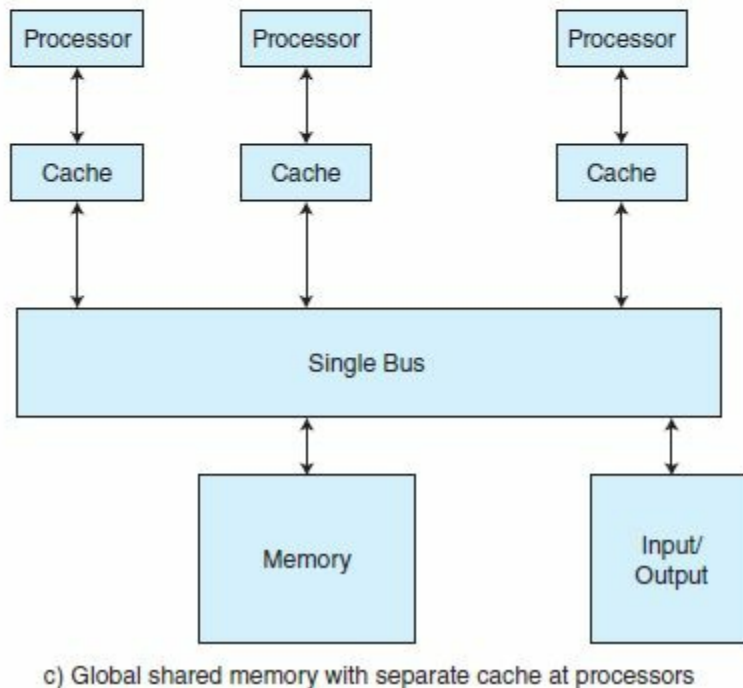 Processor
Processor
Processor
Cache
Cache
Cache
Single Bus
Memory
Input/
Output
c) Global shared memory with separate cache at processors